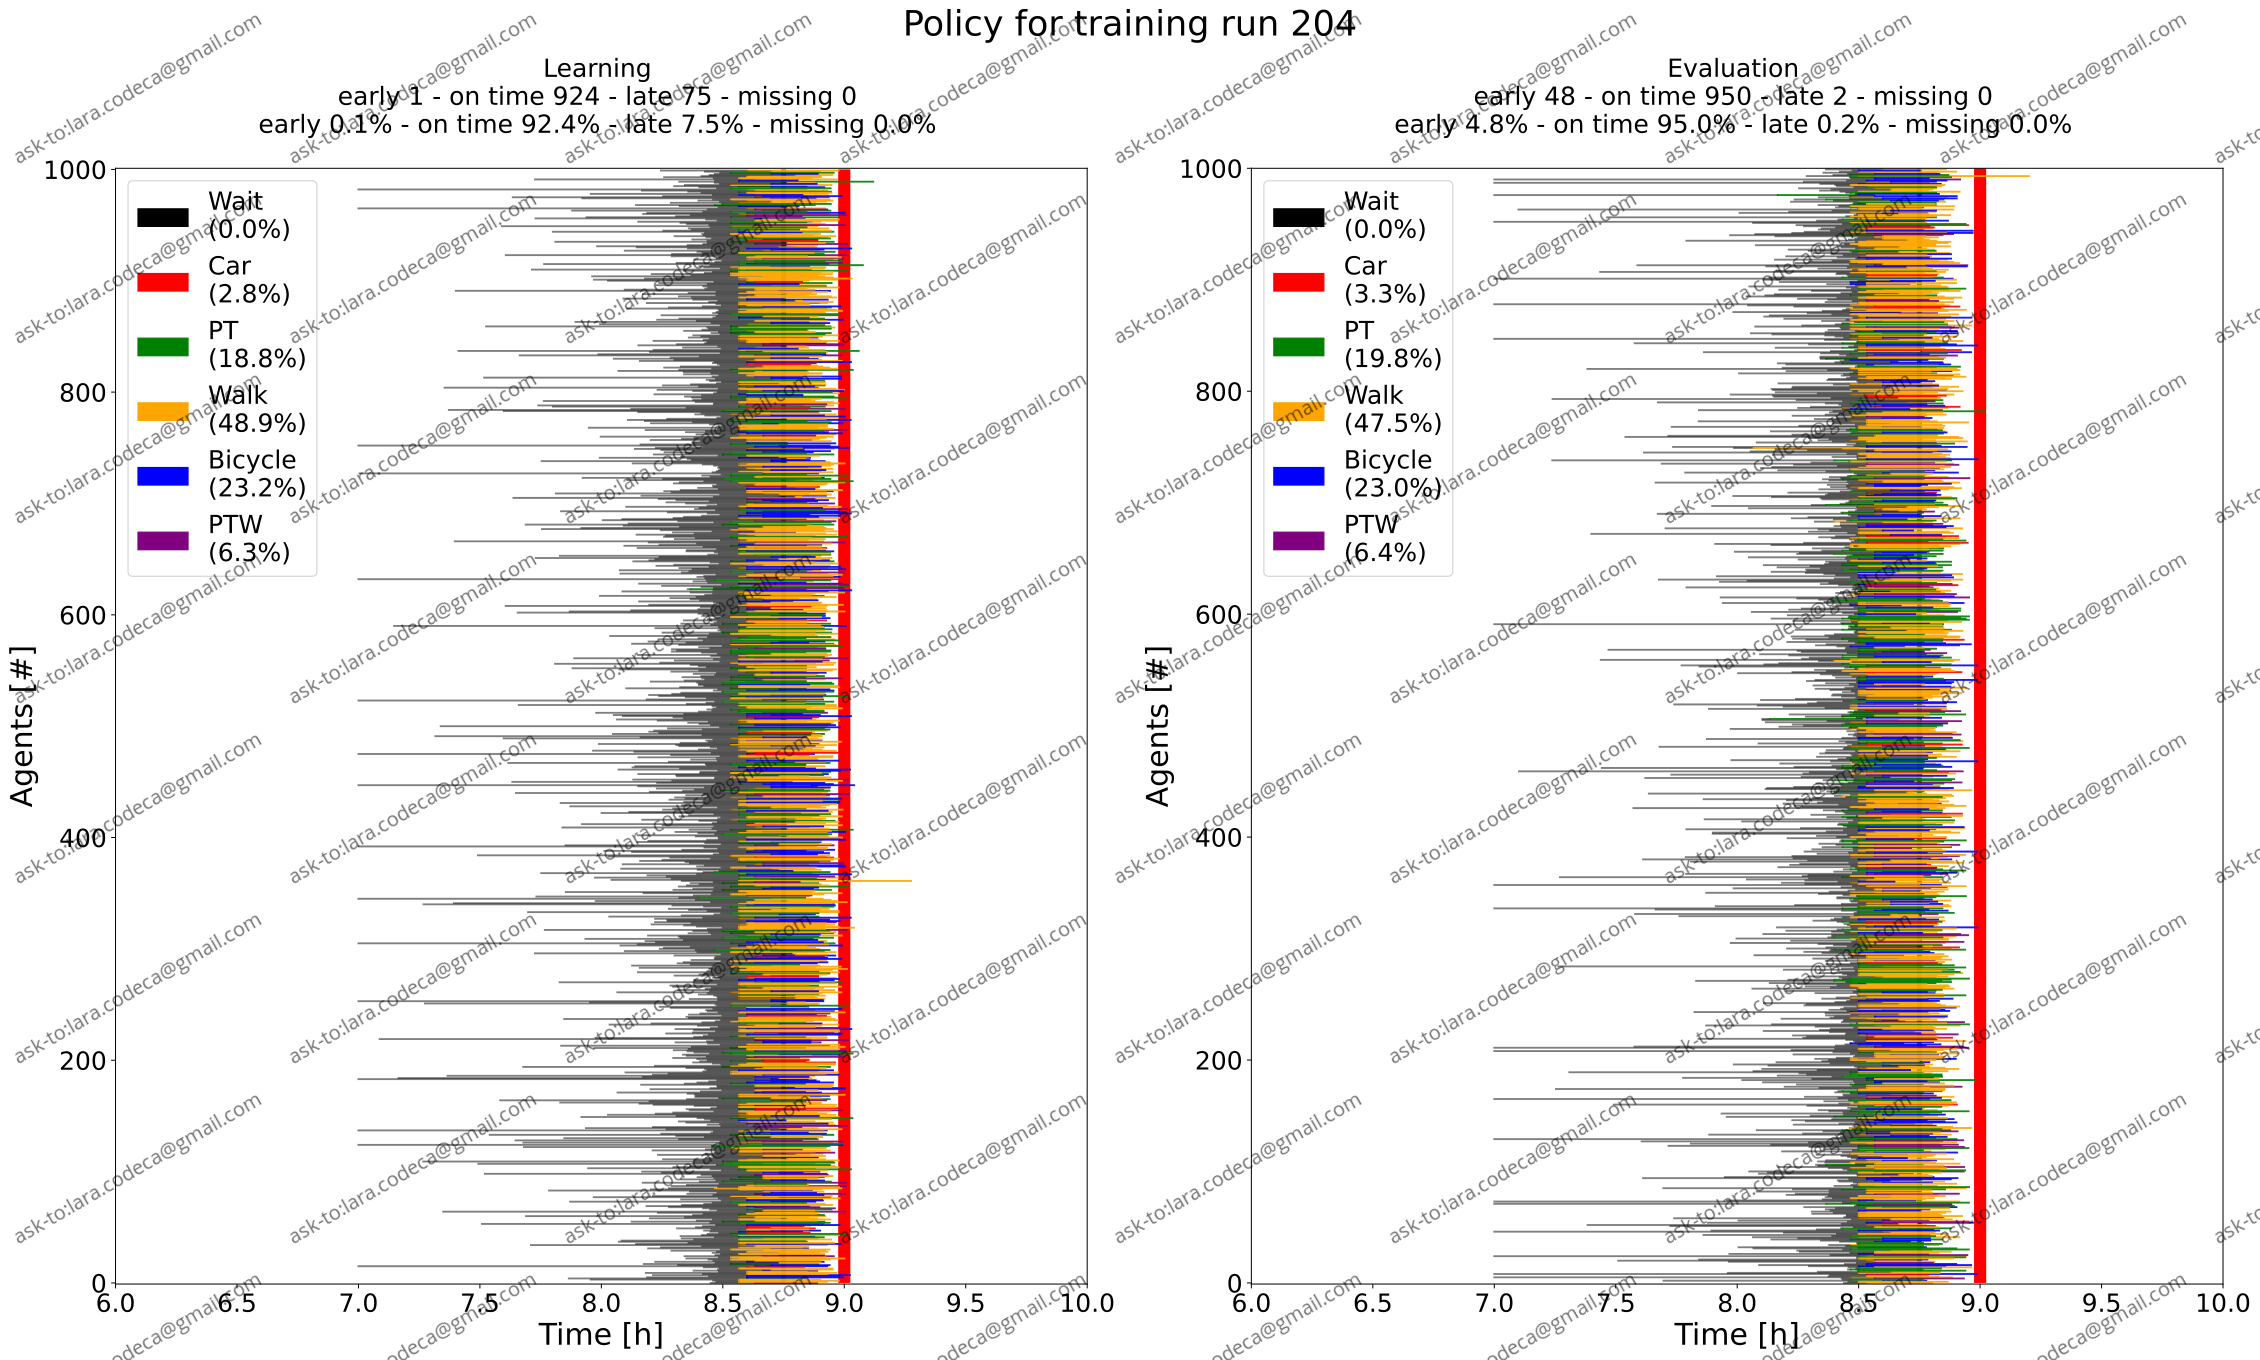 Policy for training run 204
Learning
early 1 - on time 924 - late 75 - missing 0
early 0.1% - on time 92.4% - late 7.5% - missing 0.0%
Agents [#]
1000
800
600
400
200
0
Wait
(0.0%)
Car
(2.8%)
PT
(18.8%)
Walk
(48.9%)
Bicycle
(23.2%)
PTW
(6.3%)
6.0 6.5 7.0 7.5 8.0 8.5 9.0 9.5 10.0
Time [h]
Evaluation
early 48 - on time 950 - late 2 - missing 0
early 4.8% - on time 95.0% - late 0.2% - missing 0.0%
Agents [#]
1000
800
600
400
200
0
Wait
(0.0%)
Car
(3.3%)
PT
(19.8%)
Walk
(47.5%)
Bicycle
(23.0%)
PTW
(6.4%)
6.0 6.5 7.0 7.5 8.0 8.5 9.0 9.5 10.0
Time [h]
ask-to:lara.codeca@gmail.com